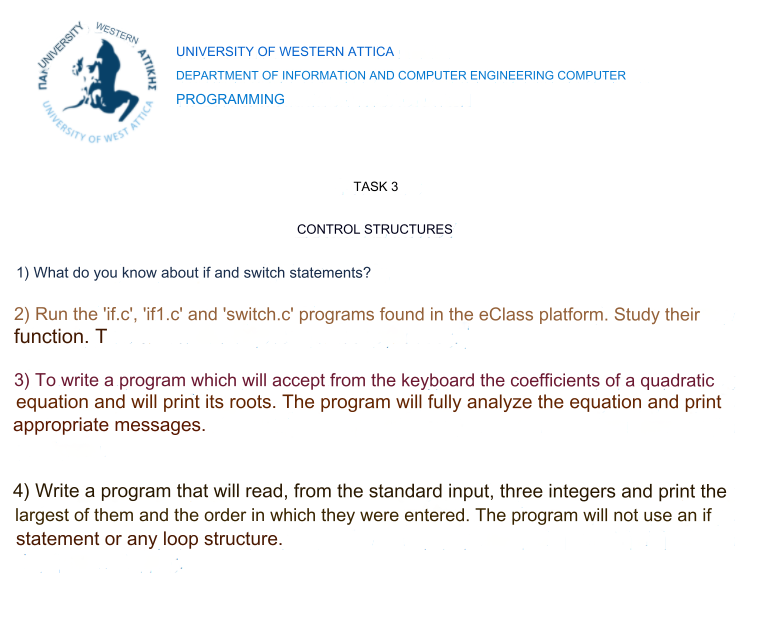 UNIVERSITY WESTERN ΑΤΤΙΚΗΣ
UNIVERSITY OF WEST ATTICA
UNIVERSITY OF WESTERN ATTICA
DEPARTMENT OF INFORMATION AND COMPUTER ENGINEERING COMPUTER
PROGRAMMING
TASK 3
CONTROL STRUCTURES
1) What do you know about if and switch statements?
2) Run the 'if.c', 'if1.c' and 'switch.c' programs found in the eClass platform. Study their
function. T
3) To write a program which will accept from the keyboard the coefficients of a quadratic
equation and will print its roots. The program will fully analyze the equation and print
appropriate messages.
4) Write a program that will read, from the standard input, three integers and print the
largest of them and the order in which they were entered. The program will not use an if
statement or any loop structure.